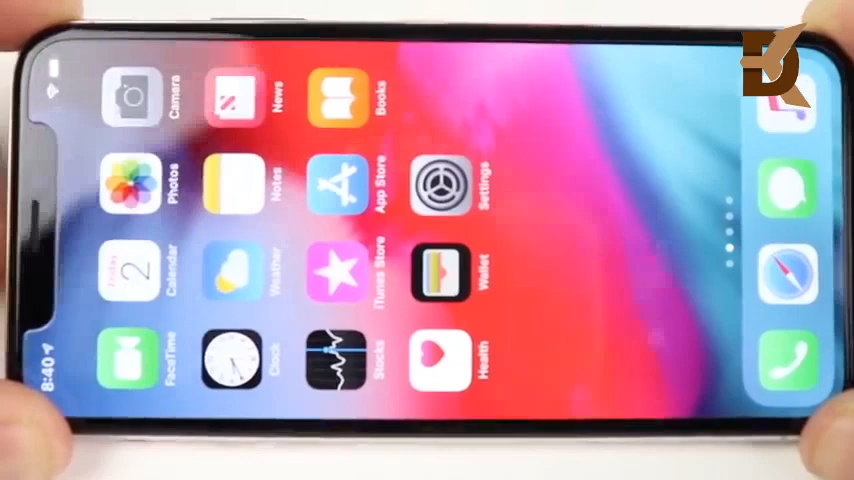 8:40
FaceTime
Calendar
Photos
Camera
Friday
2
Clock
Weather
Notes
News
Stocks
iTunes Store
App Store
Books
Health
Wallet
Settings
D